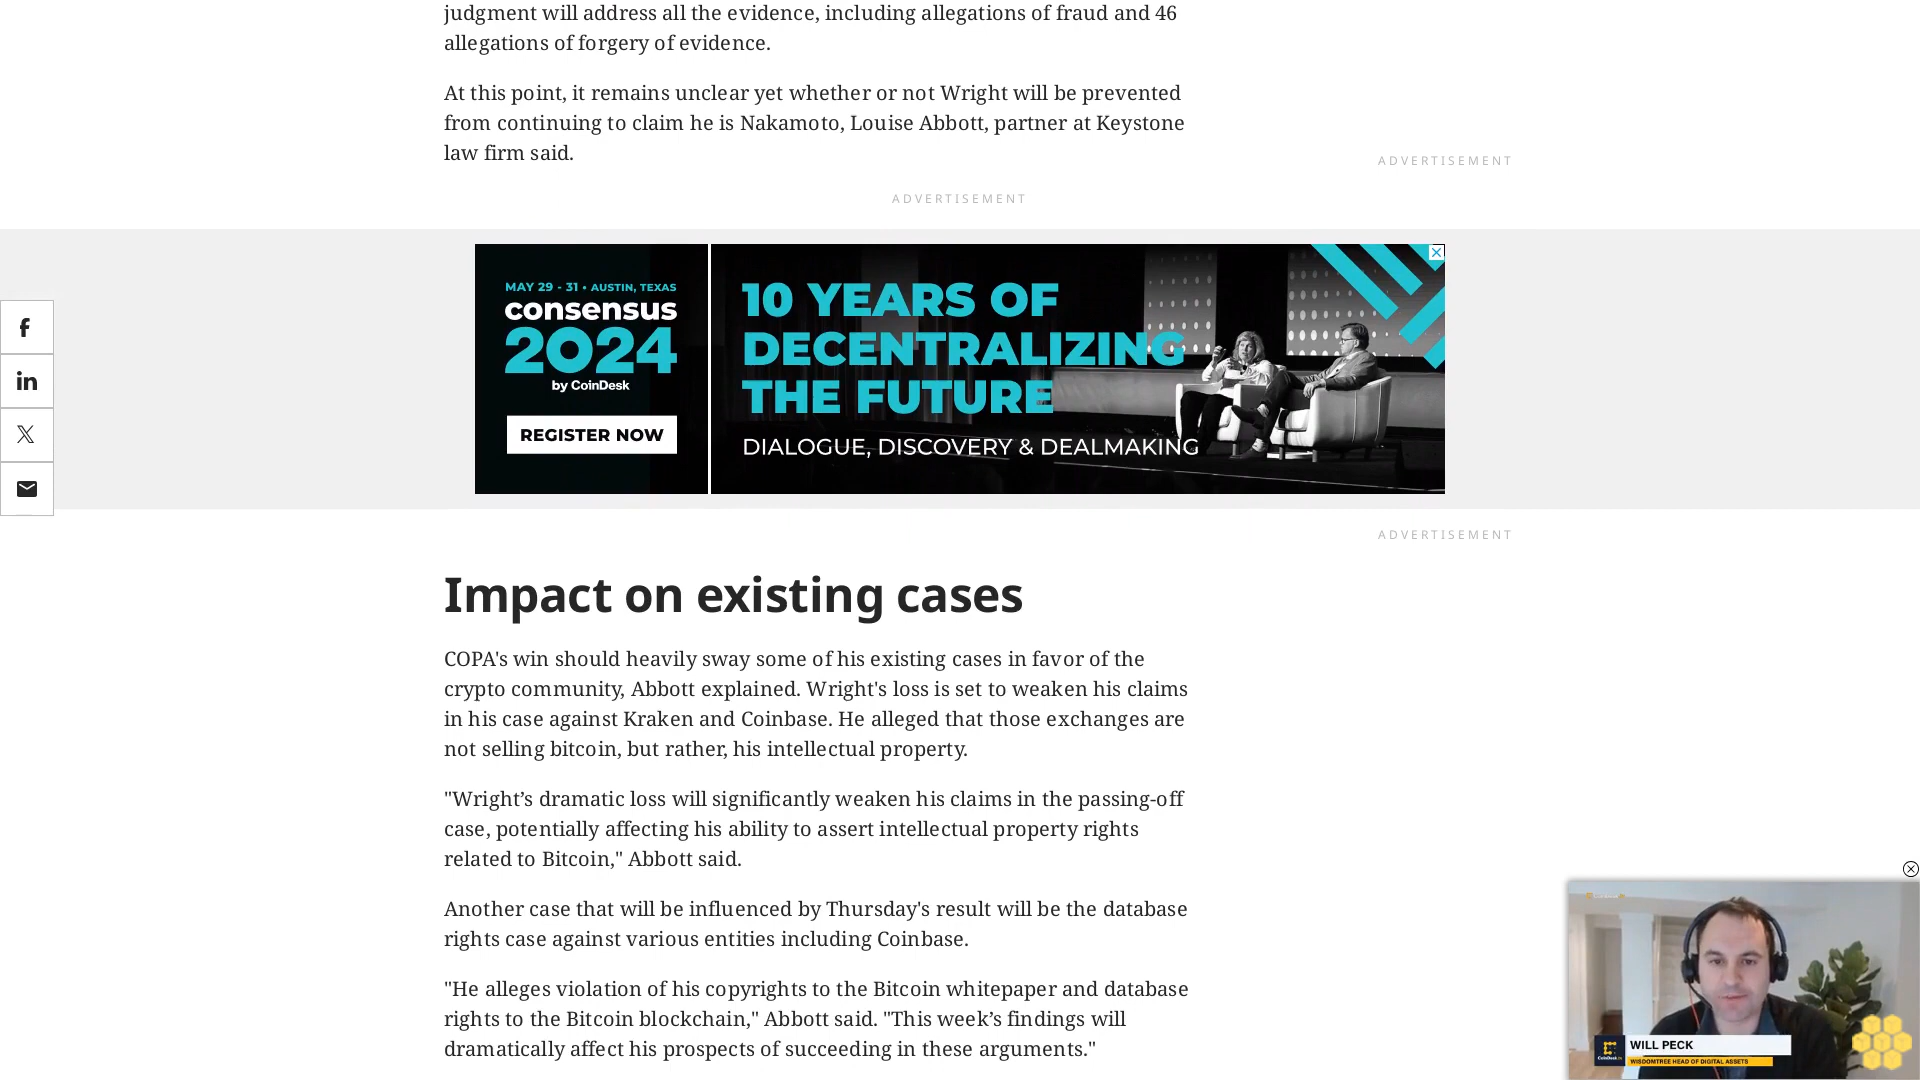 judgment will address all the evidence, including allegations of fraud and 46
allegations of forgery of evidence.
At this point, it remains unclear yet whether or not Wright will be prevented
from continuing to claim he is Nakamoto, Louise Abbott, partner at Keystone
law firm said.
ADVERTISEMENT
ADVERTISEMENT
MAY 29 - 31 • AUSTIN, TEXAS
consensus
2024
by CoinDesk
REGISTER NOW
10 YEARS OF
DECENTRALIZING
THE FUTURE
DIALOGUE, DISCOVERY & DEALMAKING
ADVERTISEMENT
Impact on existing cases
COPA's win should heavily sway some of his existing cases in favor of the
crypto community, Abbott explained. Wright's loss is set to weaken his claims
in his case against Kraken and Coinbase. He alleged that those exchanges are
not selling bitcoin, but rather, his intellectual property.
"Wright’s dramatic loss will significantly weaken his claims in the passing-off
case, potentially affecting his ability to assert intellectual property rights
related to Bitcoin," Abbott said.
Another case that will be influenced by Thursday's result will be the database
rights case against various entities including Coinbase.
"He alleges violation of his copyrights to the Bitcoin whitepaper and database
rights to the Bitcoin blockchain," Abbott said. "This week’s findings will
dramatically affect his prospects of succeeding in these arguments."
WILL PECK
WISDOMTREE HEAD OF DIGITAL ASSETS